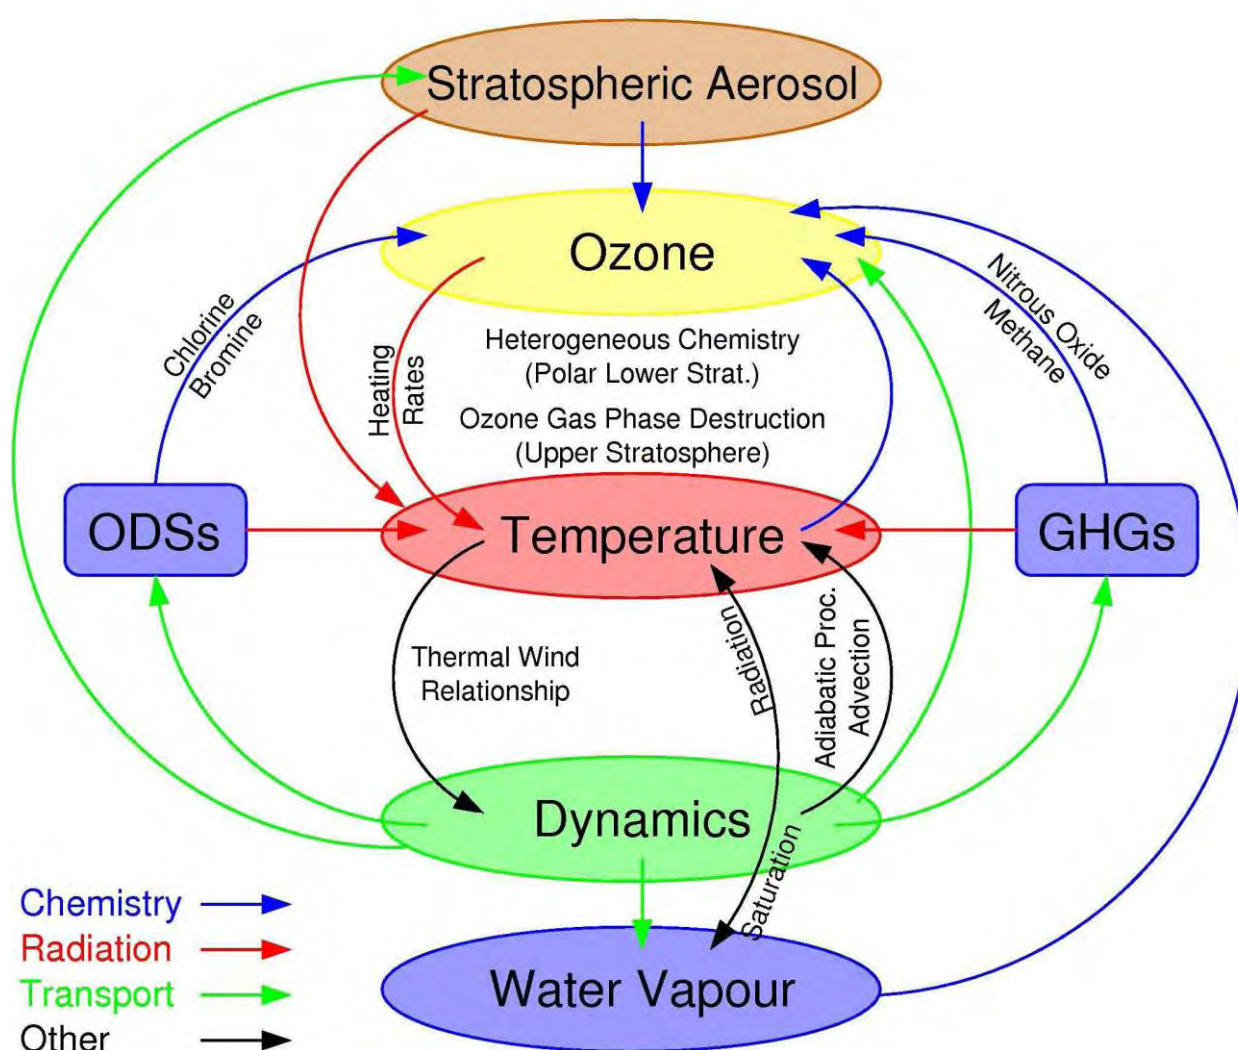 Stratospheric Aerosol
Ozone
Chlorine
Bromine
Heating
Rates
Heterogeneous Chemistry
(Polar Lower Strat.)
Ozone Gas Phase Destruction
(Upper Stratosphere)
Nitrous Oxide
Methane
ODSs
Temperature
GHGs
Thermal Wind
Relationship
Radiation
Adiabatic Proc.
Advection
Dynamics
Saturation
Water Vapour
Chemistry
Radiation
Transport
Other